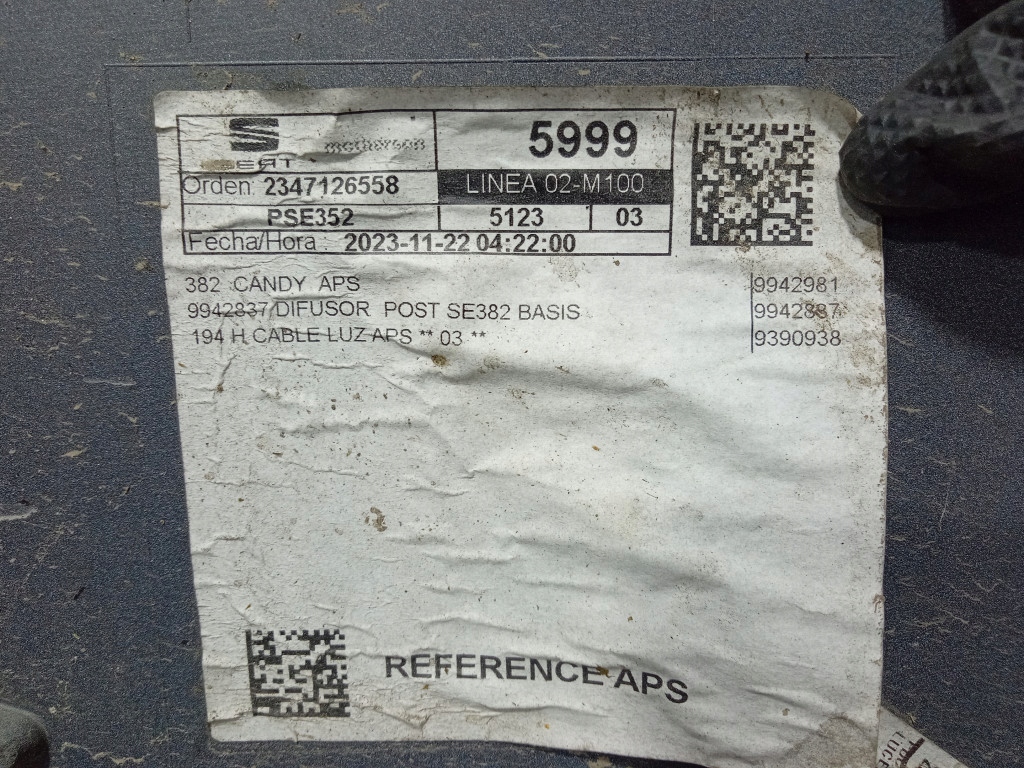 SEAT
5999
Orden: 2347126558
LINEA 02-M100
PSE352
5123
03
Fecha/Hora : 2023-11-22 04:22:00
382 CANDY APS
9942981
9942837/DIFUSOR POST SE382 BASIS
9942837
194 H CABLE LUZ APS ** 03 **
9390938
REFERENCE APS